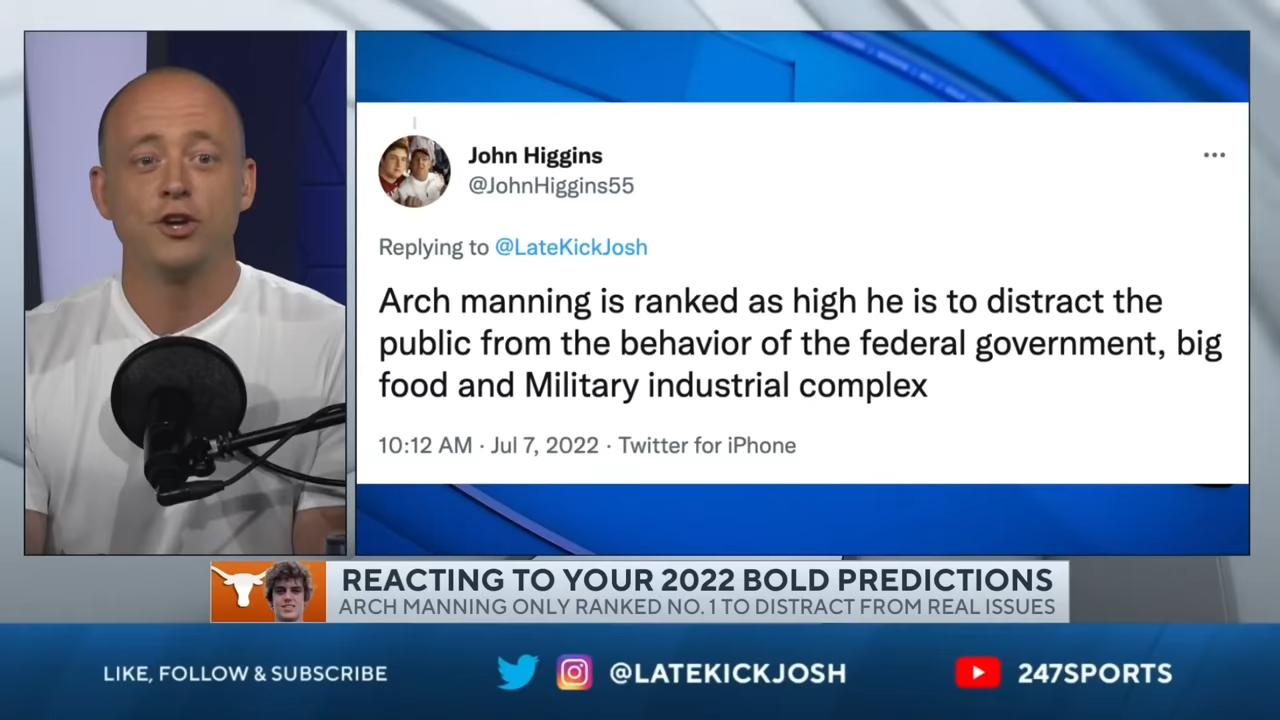 John Higgins
@JohnHiggins55
Replying to @LateKickJosh
Arch manning is ranked as high he is to distract the
public from the behavior of the federal government, big
food and Military industrial complex
10:12 AM · Jul 7, 2022 · Twitter for iPhone
REACTING TO YOUR 2022 BOLD PREDICTIONS
ARCH MANNING ONLY RANKED NO. 1 TO DISTRACT FROM REAL ISSUES
LIKE, FOLLOW & SUBSCRIBE
@LATEKICKJOSH
247SPORTS